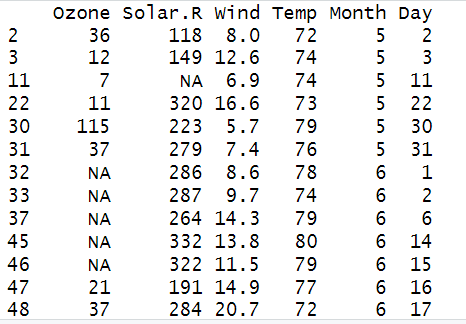 Ozone Solar.R Wind Temp Month Day
2 36 118 8.0 72 5 2
3 12 149 12.6 74 5 3
11 7 NA 6.9 74 5 11
22 11 320 16.6 73 5 22
30 115 223 5.7 79 5 30
31 37 279 7.4 76 5 31
32 NA 286 8.6 78 6 1
33 NA 287 9.7 74 6 2
37 NA 264 14.3 79 6 6
45 NA 332 13.8 80 6 14
46 NA 322 11.5 79 6 15
47 21 191 14.9 77 6 16
48 37 284 20.7 72 6 17